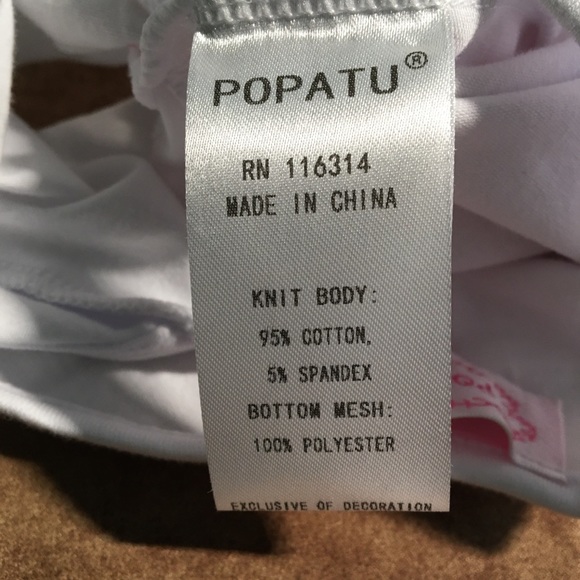 POPATU®
RN 116314
MADE IN CHINA
KNIT BODY:
95% COTTON,
5% SPANDEX
BOTTOM MESH:
100% POLYESTER
EXCLUSIVE OF DECORATION